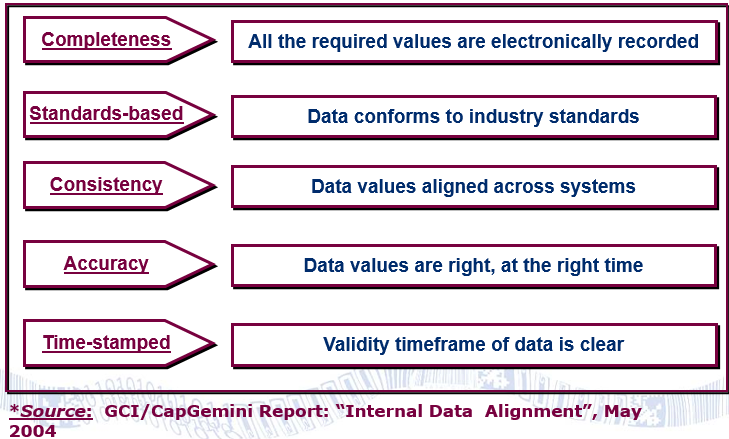 Completeness
All the required values are electronically recorded
Standards-based
Data conforms to industry standards
Consistency
Data values aligned across systems
Accuracy
Data values are right, at the right time
Time-stamped
Validity timeframe of data is clear
*Source: GCI/CapGemini Report: “Internal Data Alignment”, May
2004